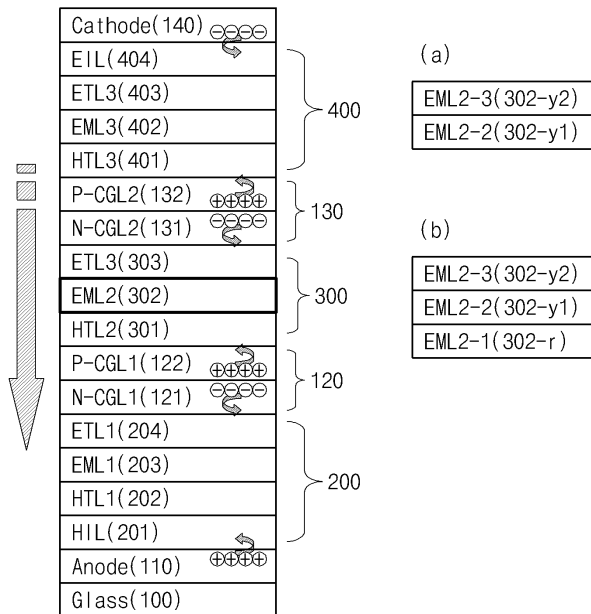 Cathode(140)
EIL(404)
ETL3(403)
EML3(402)
HTL3(401)
400
P-CGL2(132)
N-CGL2(131)
130
ETL3(303)
EML2(302)
HTL2(301)
300
P-CGL1(122)
N-CGL1(121)
120
ETL1(204)
EML1(203)
HTL1(202)
HIL(201)
200
Anode(110)
Glass(100)
(a)
EML2-3(302-y2)
EML2-2(302-y1)
(b)
EML2-3(302-y2)
EML2-2(302-y1)
EML2-1(302-r)